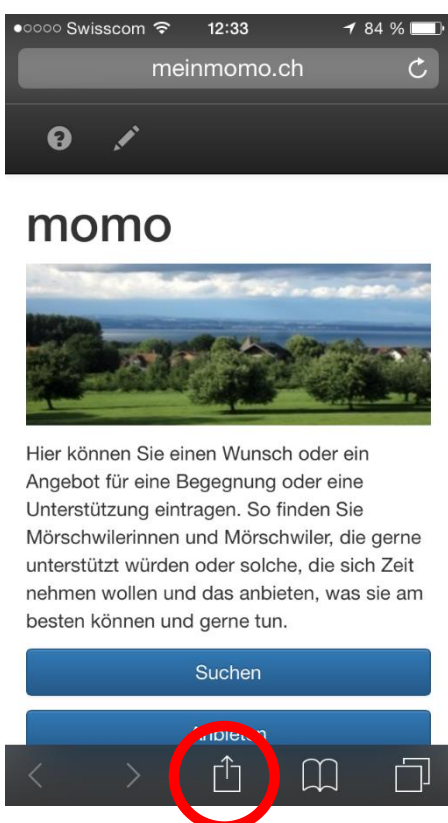 Swisscom 12:33 84 %
meinmomo.ch
momo
Hier können Sie einen Wunsch oder ein
Angebot für eine Begegnung oder eine
Unterstützung eintragen. So finden Sie
Mörschwilerinnen und Mörschwiler, die gerne
unterstützt würden oder solche, die sich Zeit
nehmen wollen und das anbieten, was sie am
besten können und gerne tun.
Suchen
Anbieten